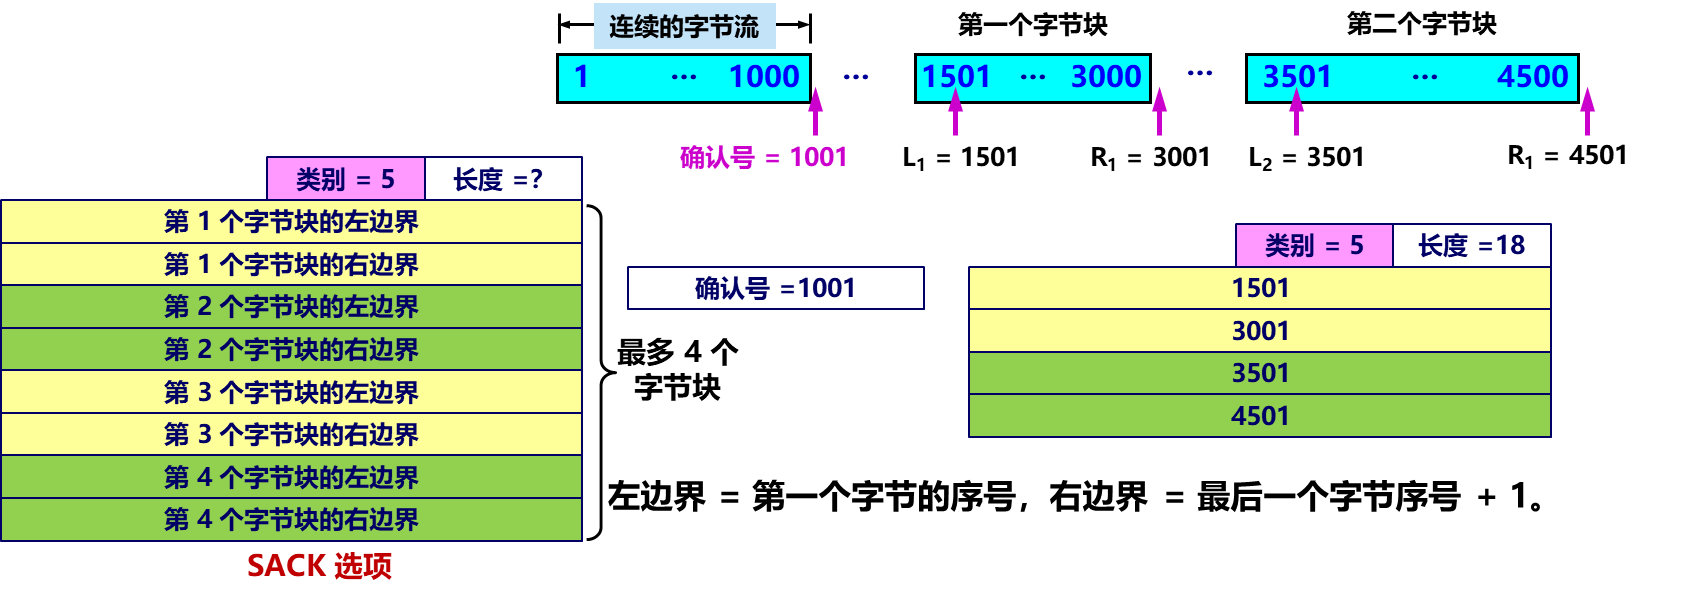 连续的字节流
第一个字节块
第二个字节块
1 ··· 1000 ··· 1501 ··· 3000 ··· 3501 ··· 4500
确认号 = 1001
L1 = 1501
R1 = 3001
L2 = 3501
R1 = 4501
类别 = 5
长度 =?
第 1 个字节块的左边界
第 1 个字节块的右边界
第 2 个字节块的左边界
第 2 个字节块的右边界
第 3 个字节块的左边界
第 3 个字节块的右边界
第 4 个字节块的左边界
第 4 个字节块的右边界
SACK 选项
最多 4 个
字节块
确认号 =1001
类别 = 5
长度 =18
1501
3001
3501
4501
左边界 = 第一个字节的序号，右边界 = 最后一个字节序号 + 1。